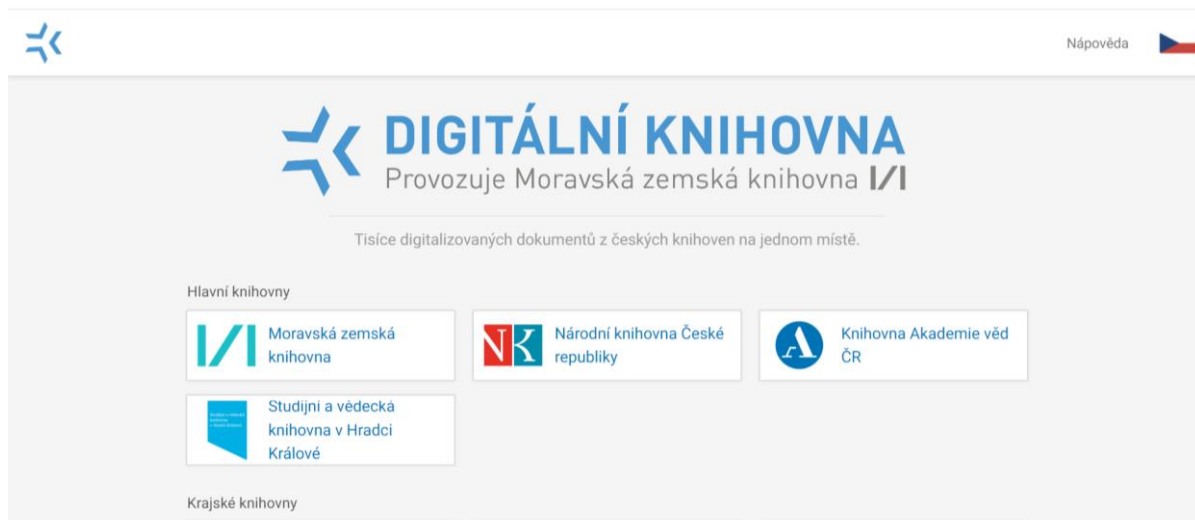 Nápověda
DIGITÁLNÍ KNIHOVNA
Provozuje Moravská zemská knihovna
Tisíce digitalizovaných dokumentů z českých knihoven na jednom místě.
Hlavní knihovny
Moravská zemská
knihovna
NK
Národní knihovna České
republiky
Knihovna Akademie věd
ČR
Studijní a vědecká
knihovna v Hradci
Králové
Krajské knihovny